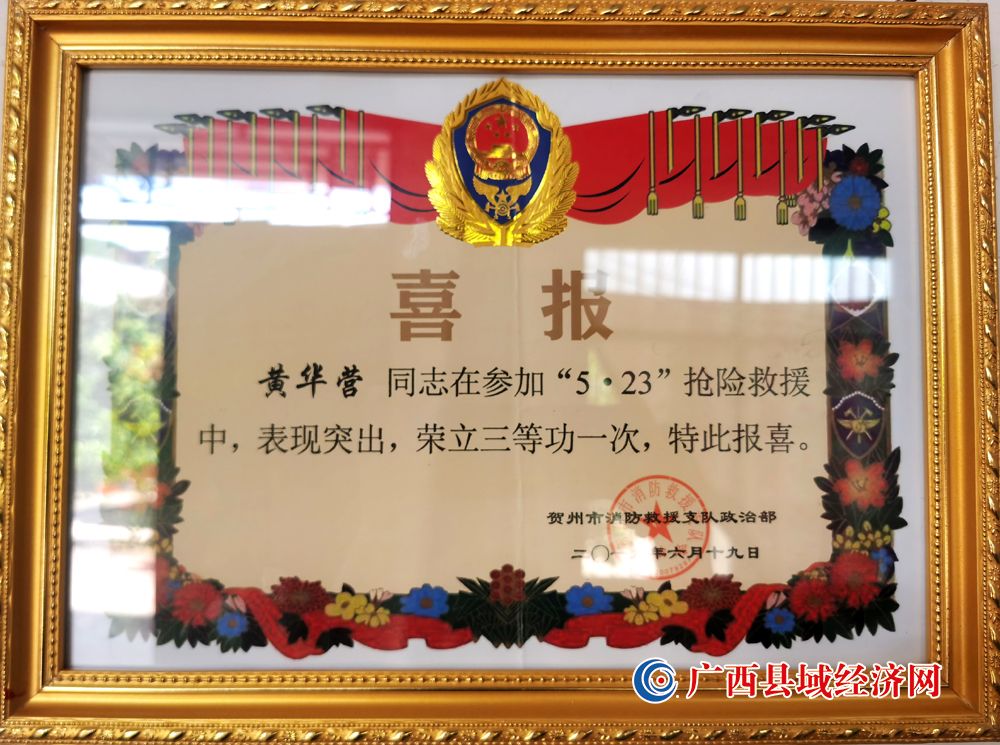 喜报
黄华营 同志在参加“5·23”抢险救援
中，表现突出，荣立三等功一次，特此报喜。
贺州市消防救援支队政治部
年六月十九日
广西县域经济网